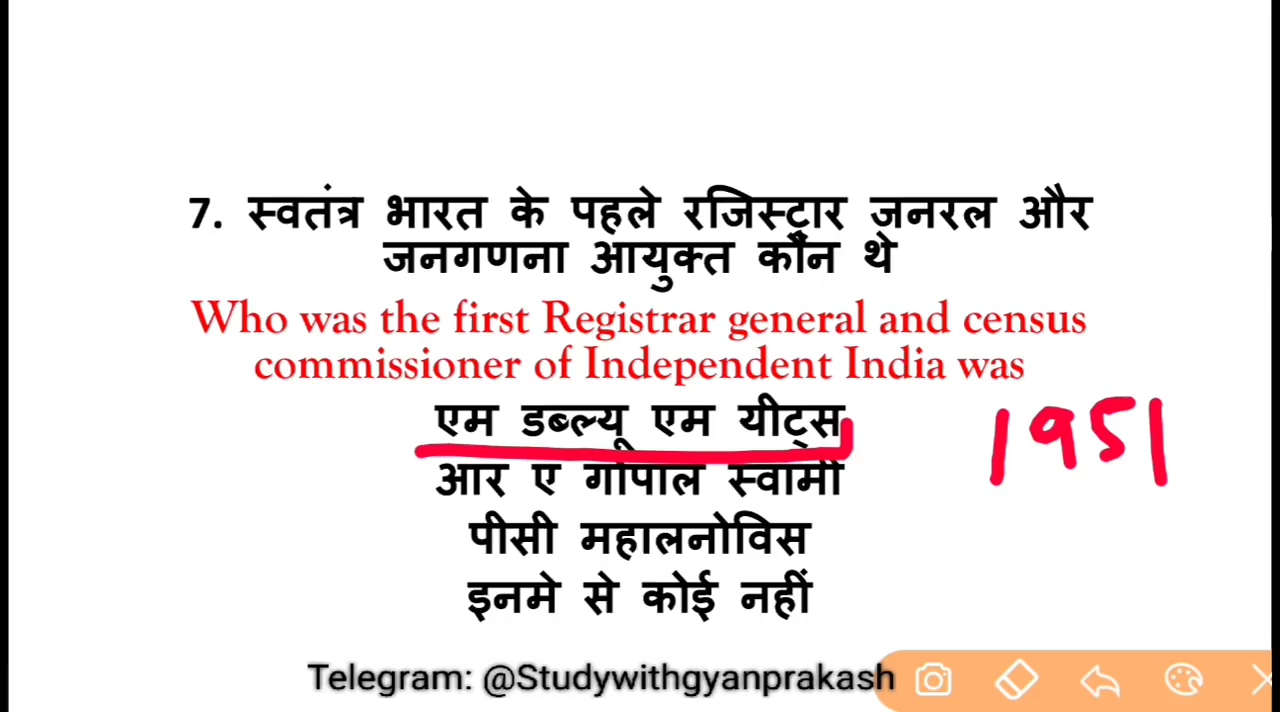 7. स्वतंत्र भारत के पहले रजिस्ट्रार जनरल और
जनगणना आयुक्त कौन थे
Who was the first Registrar general and census
commissioner of Independent India was
एम डब्ल्यू एम यीट्स
1951
आर ए गोपाल स्वामी
पीसी महालनोविस
इनमे से कोई नहीं
Telegram: @Studywithgyanprakash